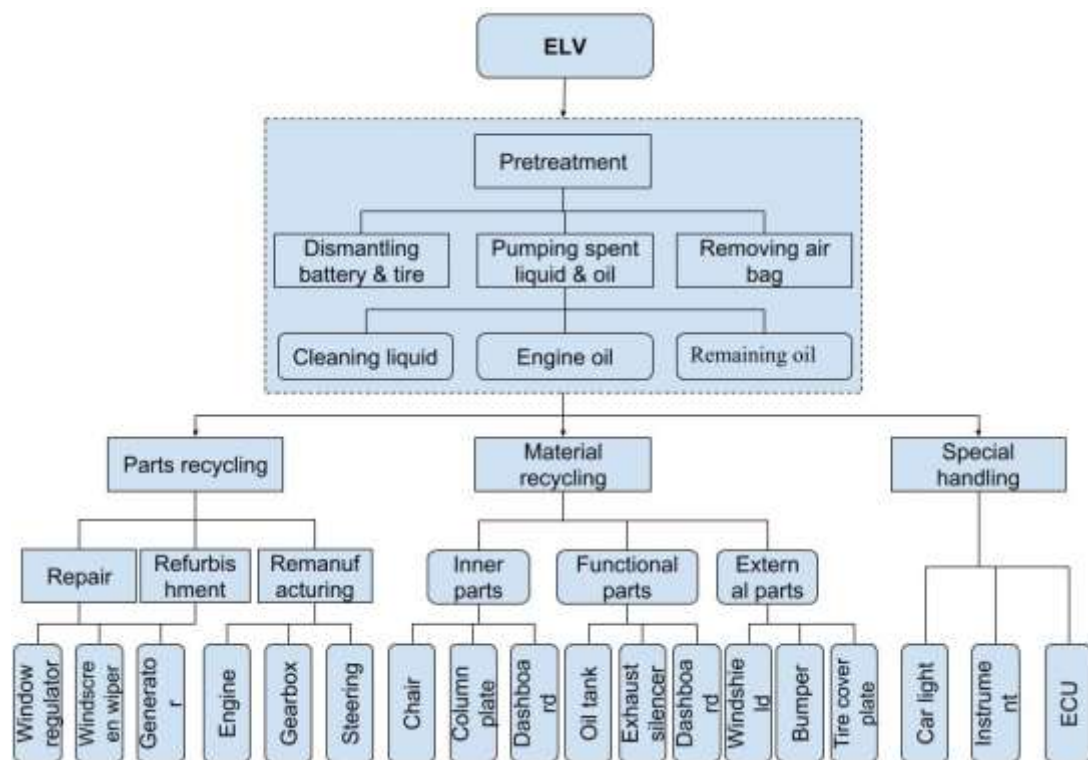 ELV
Pretreatment
Dismantling
battery & tire
Pumping spent
liquid & oil
Removing air
bag
Cleaning liquid
Engine oil
Remaining oil
Parts recycling
Material
recycling
Special
handling
Repair
Refurbis
hment
Remanuf
acturing
Inner
parts
Functional
parts
Extern
al parts
Window
regulator
Windscre
en wiper
Generato
r
Engine
Gearbox
Steering
Chair
Column
plate
Dashboa
rd
Oil tank
Exhaust
silencer
Dashboa
rd
Windshie
ld
Bumper
Tire cover
plate
Car light
Instrume
nt
ECU